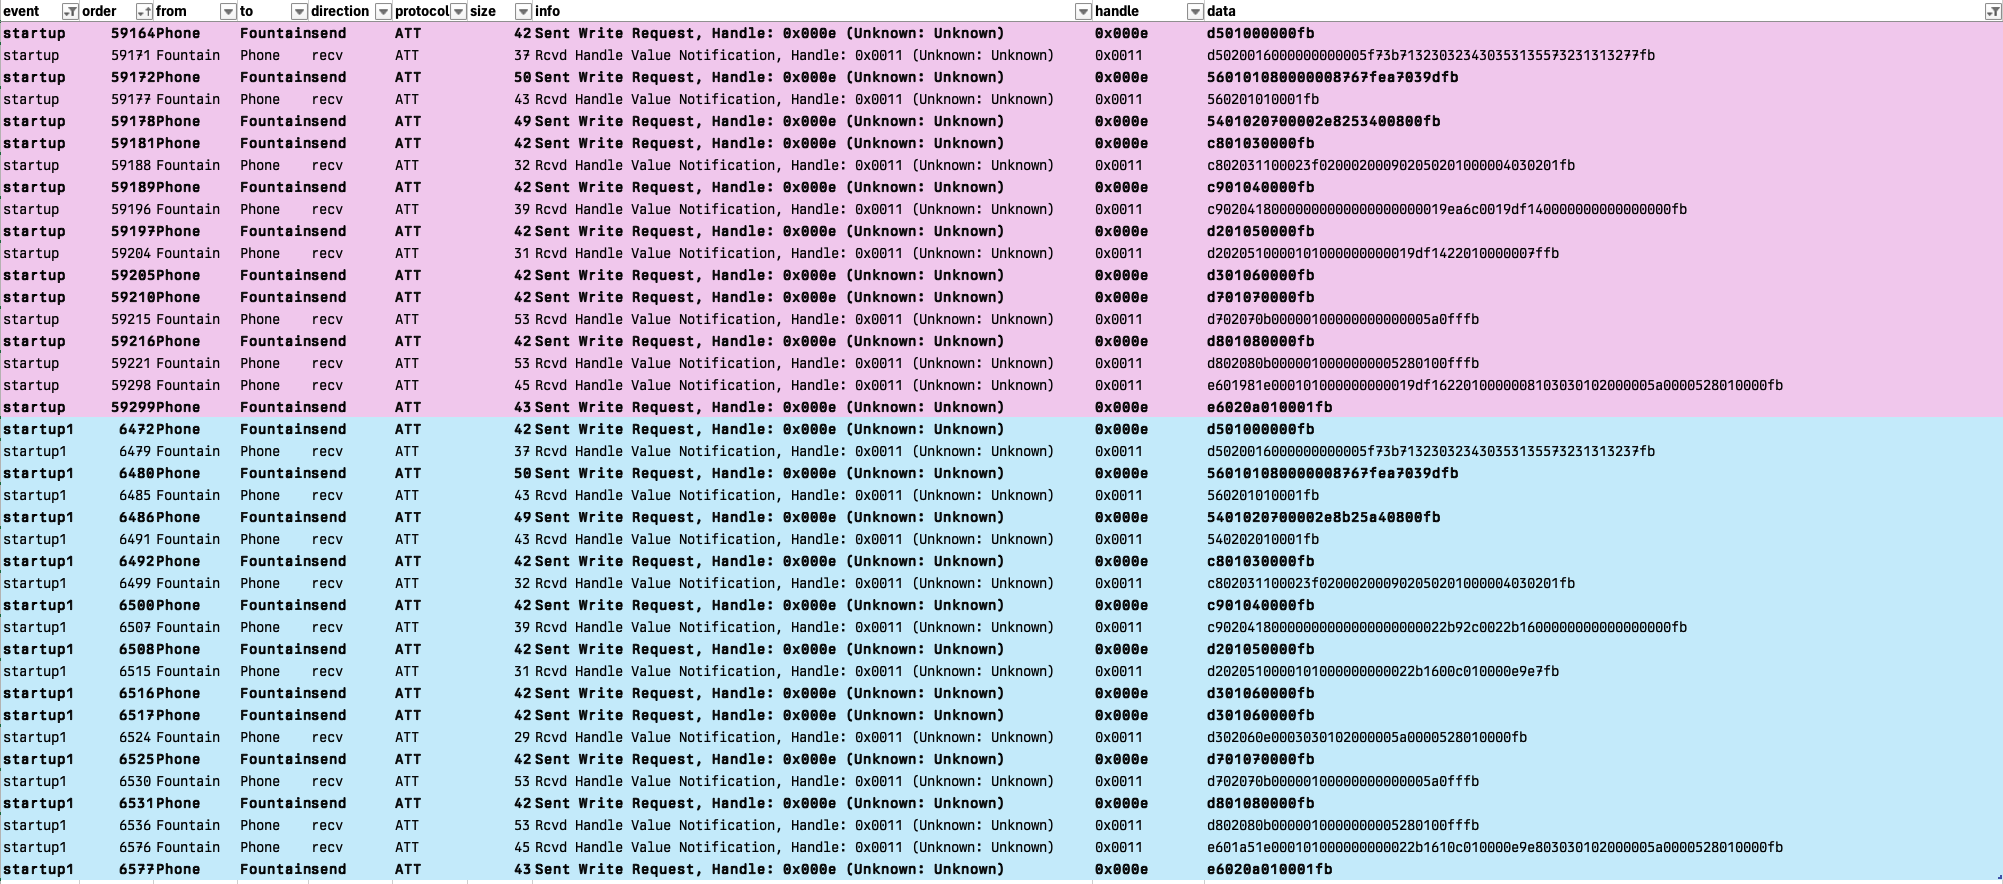 event order from to direction protocol size info handle data
startup 59164 Phone Fountain send ATT 42 Sent Write Request, Handle: 0x000e (Unknown: Unknown) 0x000e d501000000fb
startup 59171 Fountain Phone recv ATT 37 Rcvd Handle Value Notification, Handle: 0x0011 (Unknown: Unknown) 0x0011 d5020016000000000005f73b71323032343035313557323131327​7fb
startup 59172 Phone Fountain send ATT 50 Sent Write Request, Handle: 0x000e (Unknown: Unknown) 0x000e 560101080000008767fea7039dfb
startup 59177 Fountain Phone recv ATT 43 Rcvd Handle Value Notification, Handle: 0x0011 (Unknown: Unknown) 0x0011 560201010001fb
startup 59178 Phone Fountain send ATT 49 Sent Write Request, Handle: 0x000e (Unknown: Unknown) 0x000e 5401020700002e8253400800fb
startup 59181 Phone Fountain send ATT 42 Sent Write Request, Handle: 0x000e (Unknown: Unknown) 0x000e c801030000fb
startup 59188 Fountain Phone recv ATT 32 Rcvd Handle Value Notification, Handle: 0x0011 (Unknown: Unknown) 0x0011 c802031100023f020002000902050201000004030201fb
startup 59189 Phone Fountain send ATT 42 Sent Write Request, Handle: 0x000e (Unknown: Unknown) 0x000e c901040000fb
startup 59196 Fountain Phone recv ATT 39 Rcvd Handle Value Notification, Handle: 0x0011 (Unknown: Unknown) 0x0011 c90204180000000000000000000019ea6c0019df140000000000000000fb
startup 59197 Phone Fountain send ATT 42 Sent Write Request, Handle: 0x000e (Unknown: Unknown) 0x000e d201050000fb
startup 59204 Fountain Phone recv ATT 31 Rcvd Handle Value Notification, Handle: 0x0011 (Unknown: Unknown) 0x0011 d2020510000101000000000019df1422010000007ffb
startup 59205 Phone Fountain send ATT 42 Sent Write Request, Handle: 0x000e (Unknown: Unknown) 0x000e d301060000fb
startup 59210 Phone Fountain send ATT 42 Sent Write Request, Handle: 0x000e (Unknown: Unknown) 0x000e d701070000fb
startup 59215 Fountain Phone recv ATT 53 Rcvd Handle Value Notification, Handle: 0x0011 (Unknown: Unknown) 0x0011 d702070b00000100000000000005a0fffb
startup 59216 Phone Fountain send ATT 42 Sent Write Request, Handle: 0x000e (Unknown: Unknown) 0x000e d801080000fb
startup 59221 Fountain Phone recv ATT 53 Rcvd Handle Value Notification, Handle: 0x0011 (Unknown: Unknown) 0x0011 d802080b0000010000000005280100fffb
startup 59298 Fountain Phone recv ATT 45 Rcvd Handle Value Notification, Handle: 0x0011 (Unknown: Unknown) 0x0011 e601981e000101000000000019df16220100000081030301020000​05a0000528010000fb
startup 59299 Phone Fountain send ATT 43 Sent Write Request, Handle: 0x000e (Unknown: Unknown) 0x000e e6020a010001fb
startup1 6472 Phone Fountain send ATT 42 Sent Write Request, Handle: 0x000e (Unknown: Unknown) 0x000e d501000000fb
startup1 6479 Fountain Phone recv ATT 37 Rcvd Handle Value Notification, Handle: 0x0011 (Unknown: Unknown) 0x0011 d5020016000000000005f73b713230323430353135573231313237fb
startup1 6480 Phone Fountain send ATT 50 Sent Write Request, Handle: 0x000e (Unknown: Unknown) 0x000e 560101080000008767fea7039dfb
startup1 6485 Fountain Phone recv ATT 43 Rcvd Handle Value Notification, Handle: 0x0011 (Unknown: Unknown) 0x0011 560201010001fb
startup1 6486 Phone Fountain send ATT 49 Sent Write Request, Handle: 0x000e (Unknown: Unknown) 0x000e 5401020700002e8b25a40800fb
startup1 6491 Fountain Phone recv ATT 43 Rcvd Handle Value Notification, Handle: 0x0011 (Unknown: Unknown) 0x0011 540202010001fb
startup1 6492 Phone Fountain send ATT 42 Sent Write Request, Handle: 0x000e (Unknown: Unknown) 0x000e c801030000fb
startup1 6499 Fountain Phone recv ATT 32 Rcvd Handle Value Notification, Handle: 0x0011 (Unknown: Unknown) 0x0011 c802031100023f020002000902050201000004030201fb
startup1 6500 Phone Fountain send ATT 42 Sent Write Request, Handle: 0x000e (Unknown: Unknown) 0x000e c901040000fb
startup1 6507 Fountain Phone recv ATT 39 Rcvd Handle Value Notification, Handle: 0x0011 (Unknown: Unknown) 0x0011 c90204180000000000000000000022b92c0022b1600000000000000000fb
startup1 6508 Phone Fountain send ATT 42 Sent Write Request, Handle: 0x000e (Unknown: Unknown) 0x000e d201050000fb
startup1 6515 Fountain Phone recv ATT 31 Rcvd Handle Value Notification, Handle: 0x0011 (Unknown: Unknown) 0x0011 d2020510000101000000000022b1600c010000e9e7fb
startup1 6516 Phone Fountain send ATT 42 Sent Write Request, Handle: 0x000e (Unknown: Unknown) 0x000e d301060000fb
startup1 6517 Phone Fountain send ATT 42 Sent Write Request, Handle: 0x000e (Unknown: Unknown) 0x000e d301060000fb
startup1 6524 Fountain Phone recv ATT 29 Rcvd Handle Value Notification, Handle: 0x0011 (Unknown: Unknown) 0x0011 d302060e0003030102000005a0000528010000fb
startup1 6525 Phone Fountain send ATT 42 Sent Write Request, Handle: 0x000e (Unknown: Unknown) 0x000e d701070000fb
startup1 6530 Fountain Phone recv ATT 53 Rcvd Handle Value Notification, Handle: 0x0011 (Unknown: Unknown) 0x0011 d702070b00000100000000000005a0fffb
startup1 6531 Phone Fountain send ATT 42 Sent Write Request, Handle: 0x000e (Unknown: Unknown) 0x000e d801080000fb
startup1 6536 Fountain Phone recv ATT 53 Rcvd Handle Value Notification, Handle: 0x0011 (Unknown: Unknown) 0x0011 d802080b0000010000000005280100fffb
startup1 6576 Fountain Phone recv ATT 45 Rcvd Handle Value Notification, Handle: 0x0011 (Unknown: Unknown) 0x0011 e601a51e000101000000000022b1610c010000e9e803030102000005a0000528010000fb
startup1 6577 Phone Fountain send ATT 43 Sent Write Request, Handle: 0x000e (Unknown: Unknown) 0x000e e6020a010001fb